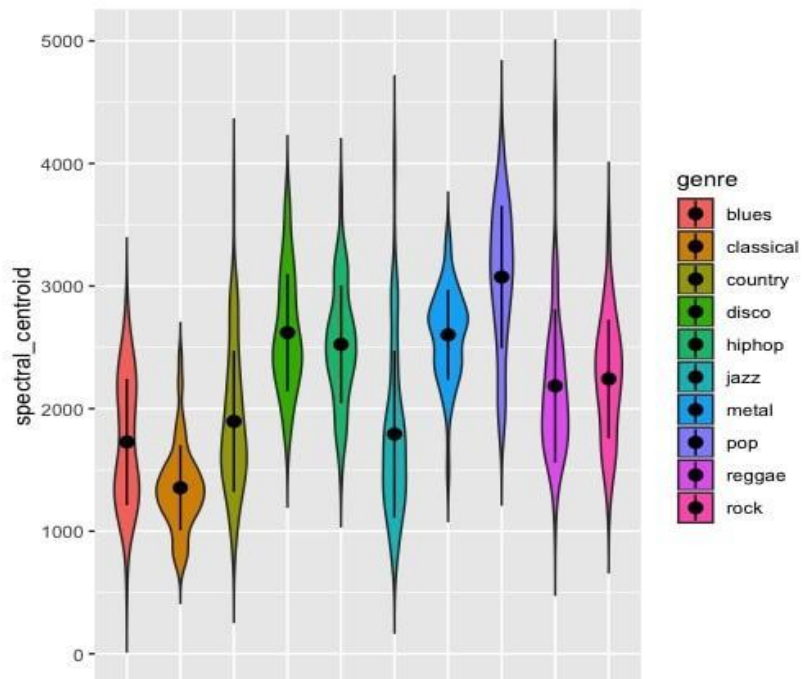 5000
4000
3000
2000
1000
0
spectral_centroid
genre
blues
classical
country
disco
hiphop
jazz
metal
pop
reggae
rock